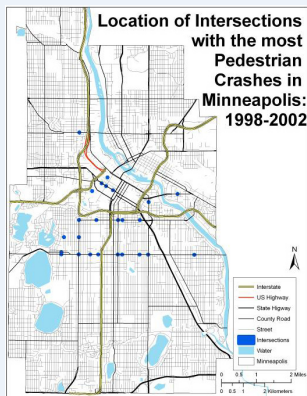 Location of Intersections
with the most
Pedestrian
Crashes in
Minneapolis:
1998-2002
N
Interstate
US Highway
State Higway
County Road
Street
Intersections
Water
Minneapolis
0 0.5 1 2 Miles
0 0.5 1 2 Kilometers